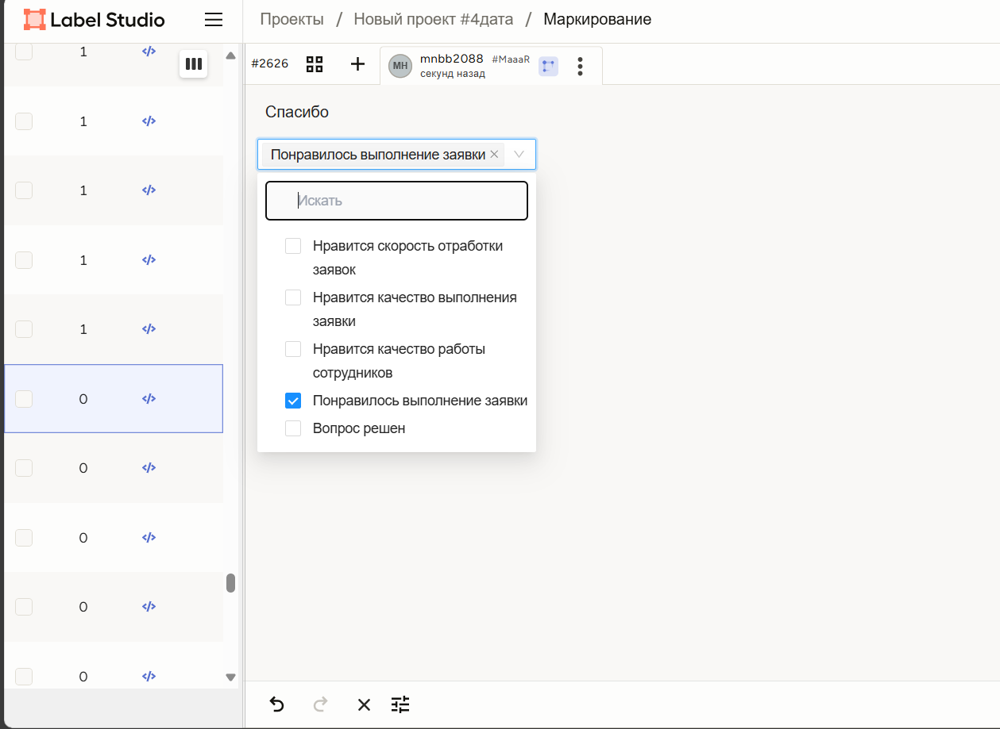 Label Studio
Проекты / Новый проект #4дата / Маркирование
#2626
MH
mnbb2088 #MaaaR
секунд назад
1
1
1
1
1
0
0
0
0
0
Спасибо
Понравилось выполнение заявки
Искать
Нравится скорость отработки
заявок
Нравится качество выполнения
заявки
Нравится качество работы
сотрудников
Понравилось выполнение заявки
Вопрос решен